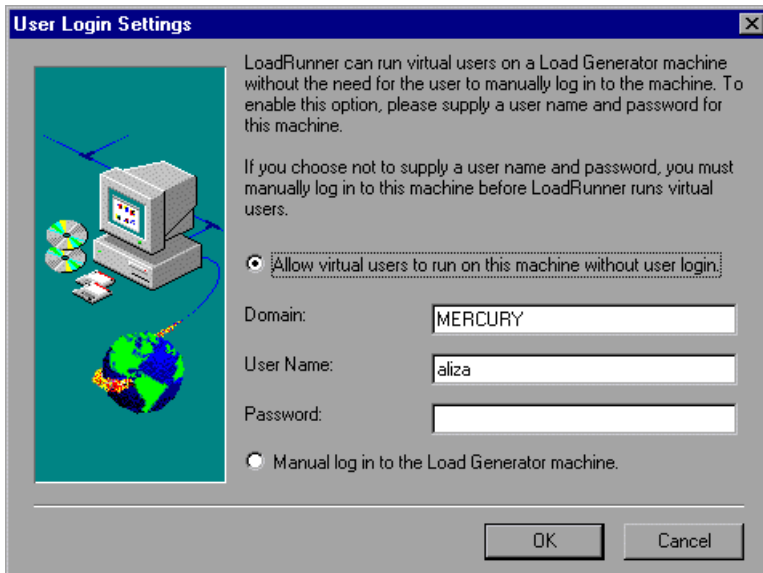 User Login Settings
LoadRunner can run virtual users on a Load Generator machine
without the need for the user to manually log in to the machine. To
enable this option, please supply a user name and password for
this machine.
If you choose not to supply a user name and password, you must
manually log in to this machine before LoadRunner runs virtual
users.
Allow virtual users to run on this machine without user login.
Domain: MERCURY
User Name: aliza
Password:
Manual log in to the Load Generator machine.
OK Cancel